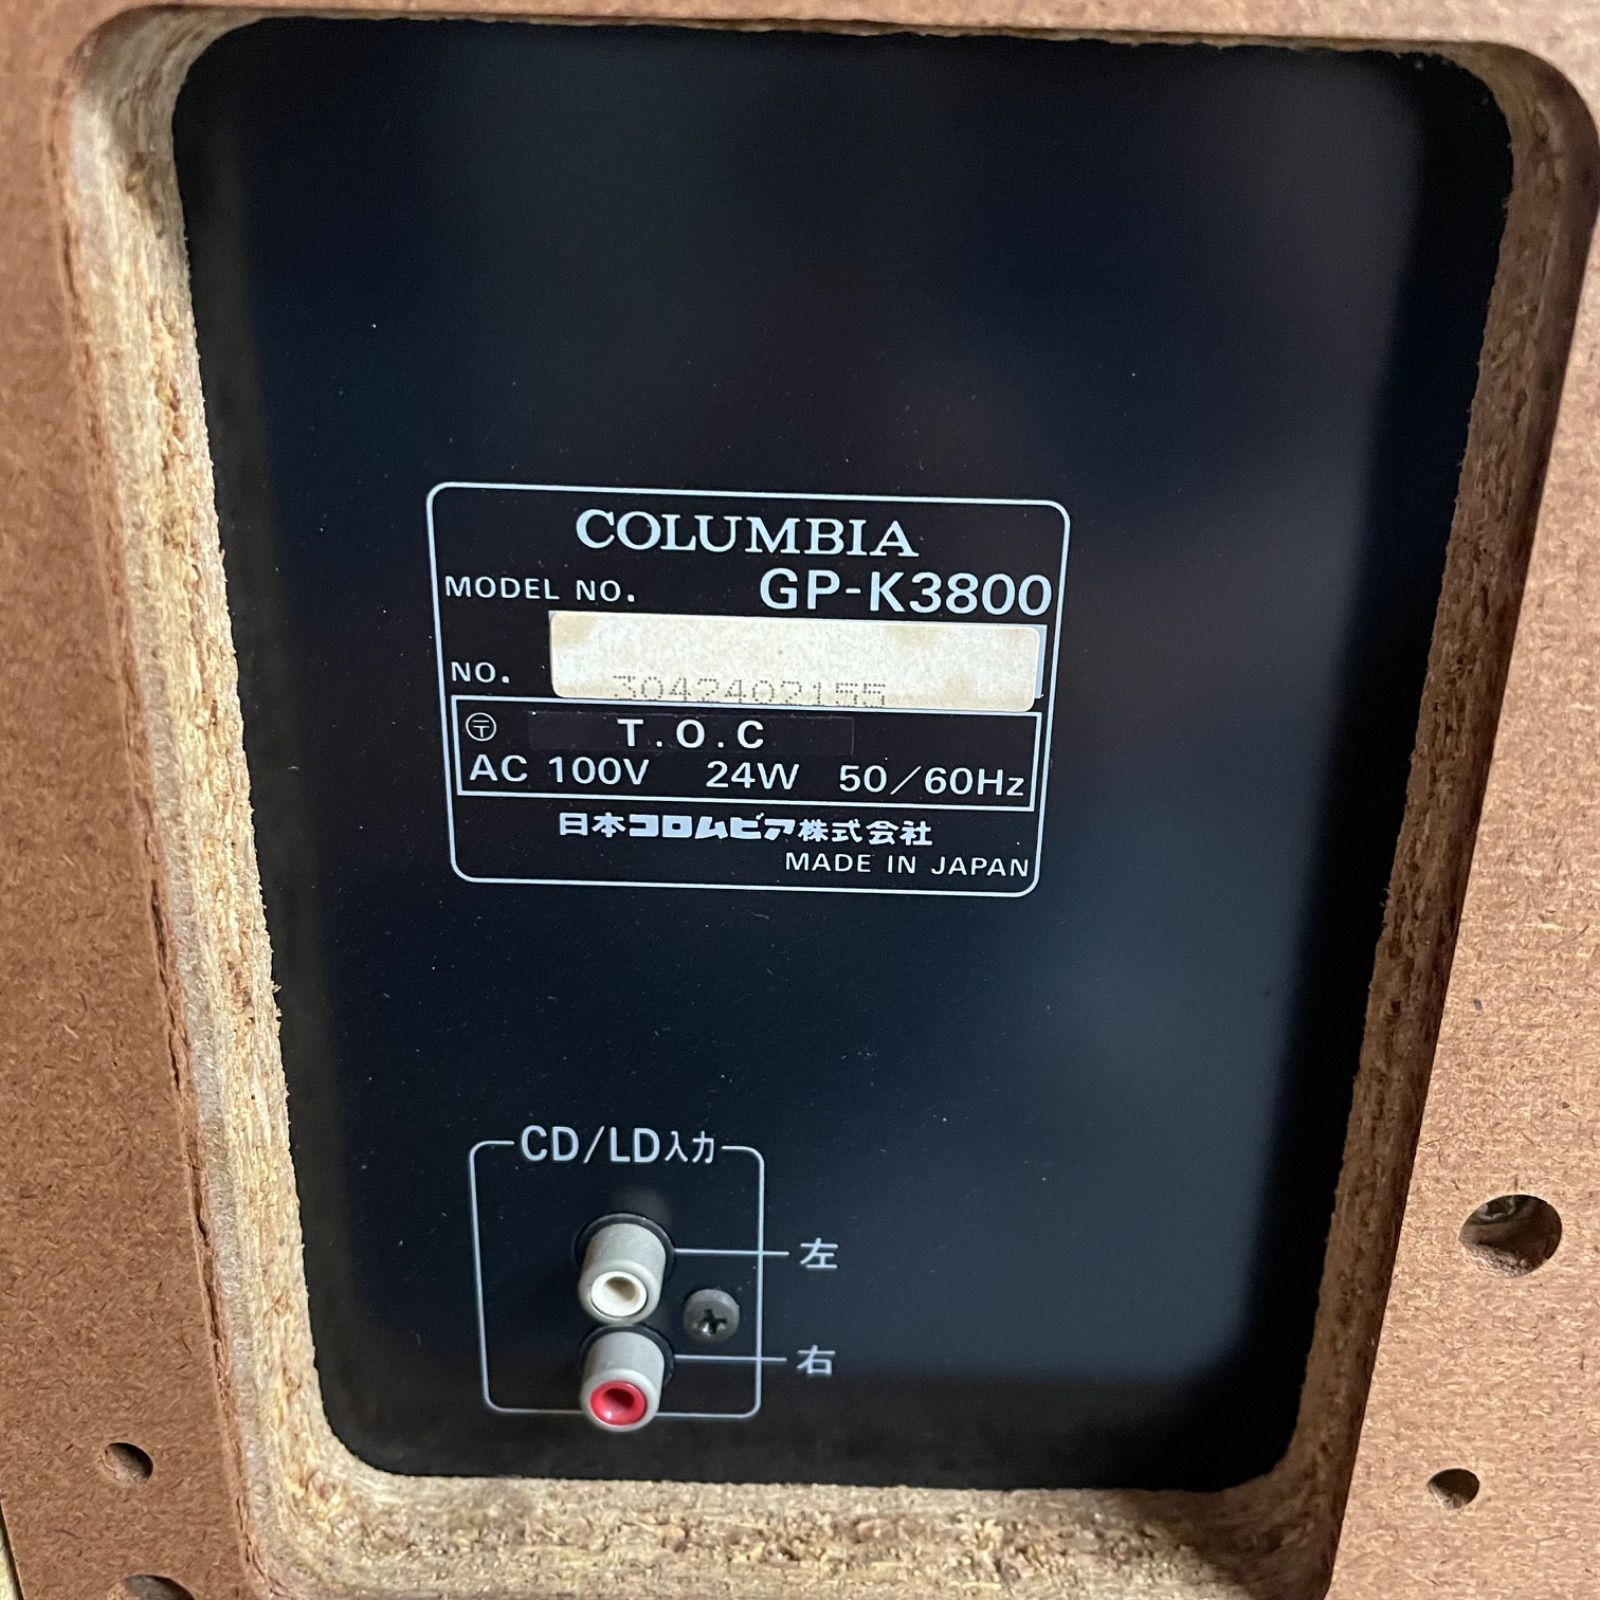 COLUMBIA
MODEL NO. GP-K3800
NO. 3042402155
〶 T.O.C
AC 100V 24W 50/60Hz
日本コロムビア株式会社
MADE IN JAPAN
CD/LD入力
左
右